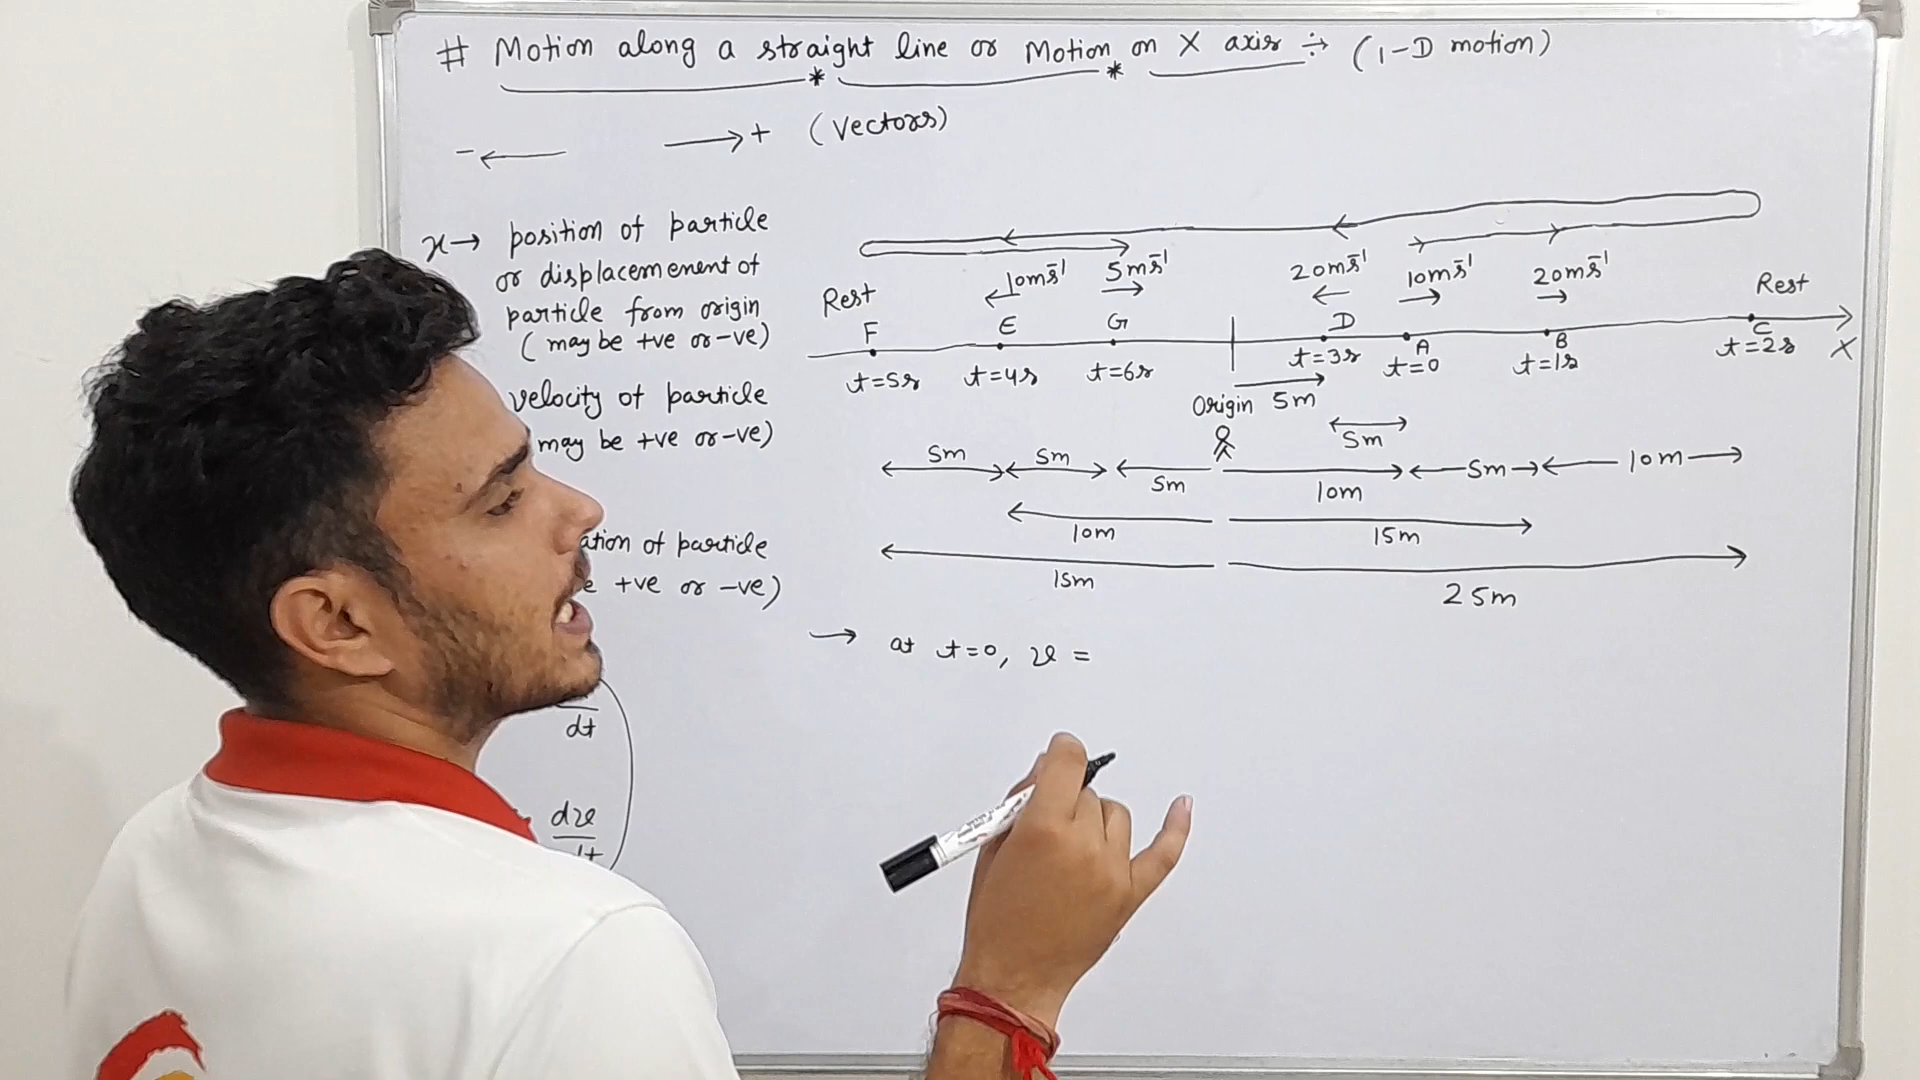 # Motion along a straight line or Motion on X axis ÷ (1-D motion)
- ← → + (Vectors)
x → position of particle
or displacemenent of
particle from origin
(may be +ve or -ve)
velocity of particle
may be +ve or -ve)
ation of particle
e +ve or -ve)
dt
dv
dt
10ms⁻¹ 5ms⁻¹ 20ms⁻¹ 10ms⁻¹ 20ms⁻¹
Rest Rest
F E G D A B C
t=5s t=4s t=6s t=3s t=0 t=1s t=2s X
Origin 5m
5m
5m 5m 5m 10m 5m 10m
10m 15m
15m 25m
→ at t=0, v =